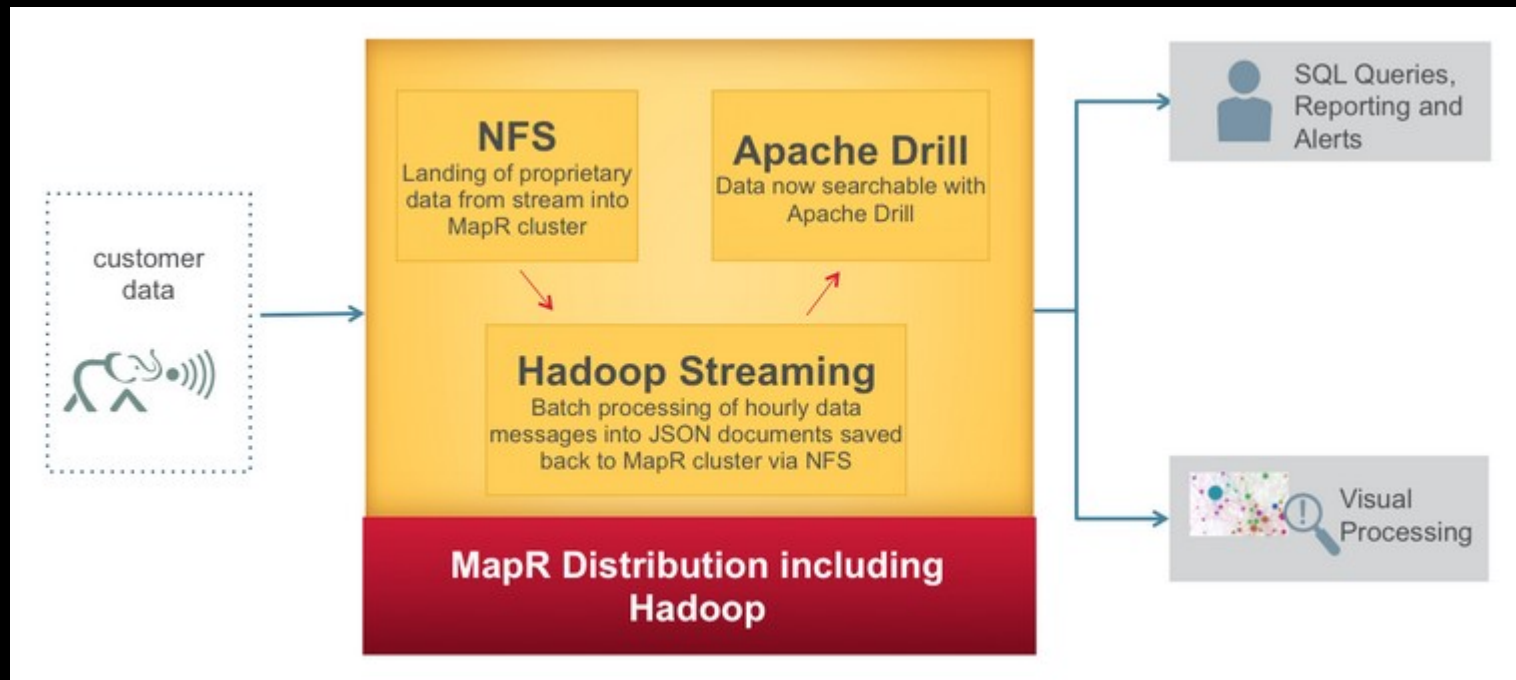 customer
data
NFS
Landing of proprietary
data from stream into
MapR cluster
Apache Drill
Data now searchable with
Apache Drill
Hadoop Streaming
Batch processing of hourly data
messages into JSON documents saved
back to MapR cluster via NFS
MapR Distribution including
Hadoop
SQL Queries,
Reporting and
Alerts
Visual
Processing